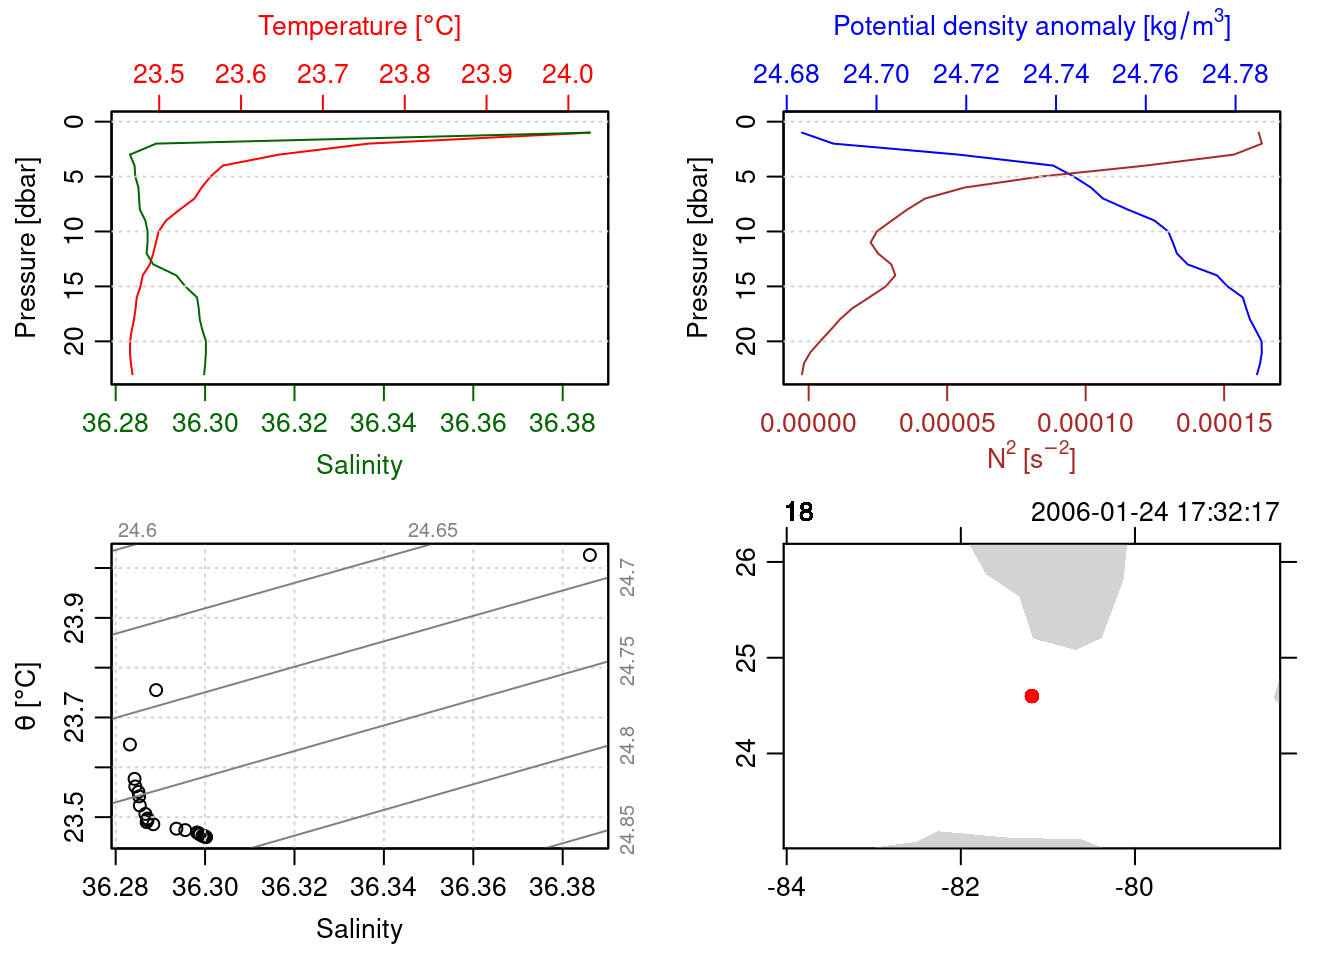 Temperature [°C]
23.5 23.6 23.7 23.8 23.9 24.0
Pressure [dbar]
0
5
10
15
20
36.28 36.30 36.32 36.34 36.36 36.38
Salinity
Potential density anomaly [kg/m³]
24.68 24.70 24.72 24.74 24.76 24.78
Pressure [dbar]
0
5
10
15
20
0.00000 0.00005 0.00010 0.00015
N² [s⁻²]
24.6 24.65
24.7
24.75
24.8
24.85
θ [°C]
23.9
23.7
23.5
36.28 36.30 36.32 36.34 36.36 36.38
Salinity
18 2006-01-24 17:32:17
26
25
24
-84 -82 -80